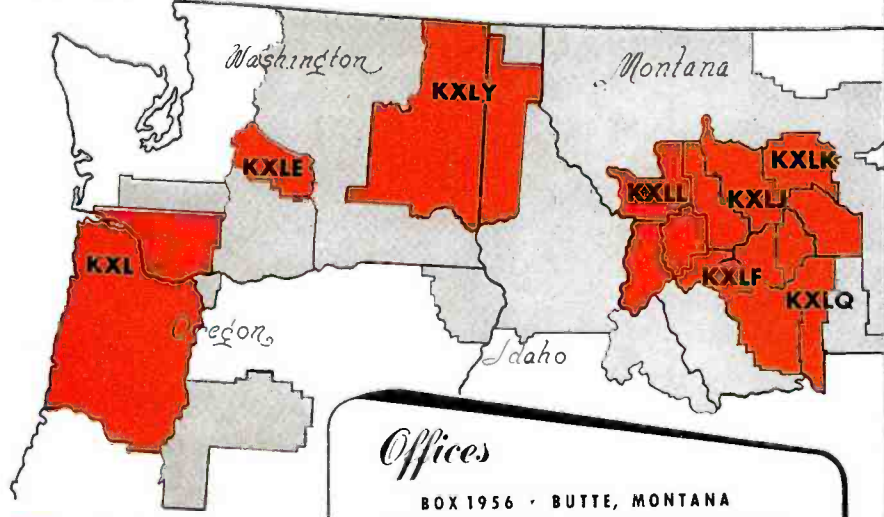 Washington
Montana
KXLY
KXLE
KXLK
KXLL
KXLJ
KXL
KXLF
KXLQ
Oregon
Idaho
Offices
BOX 1956 · BUTTE, MONTANA